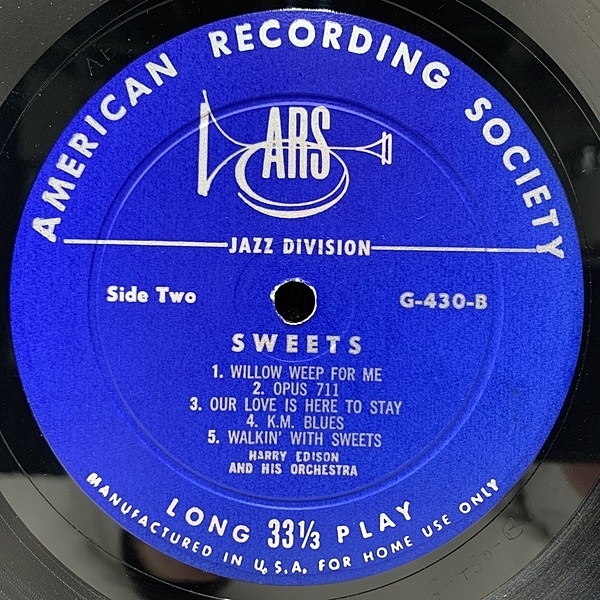 AMERICAN RECORDING SOCIETY
ARS
JAZZ DIVISION
Side Two
G-430-B
SWEETS
1. WILLOW WEEP FOR ME
2. OPUS 711
3. OUR LOVE IS HERE TO STAY
4. K.M. BLUES
5. WALKIN' WITH SWEETS
HARRY EDISON
AND HIS ORCHESTRA
LONG 33⅓ PLAY
MANUFACTURED IN U.S.A. FOR HOME USE ONLY